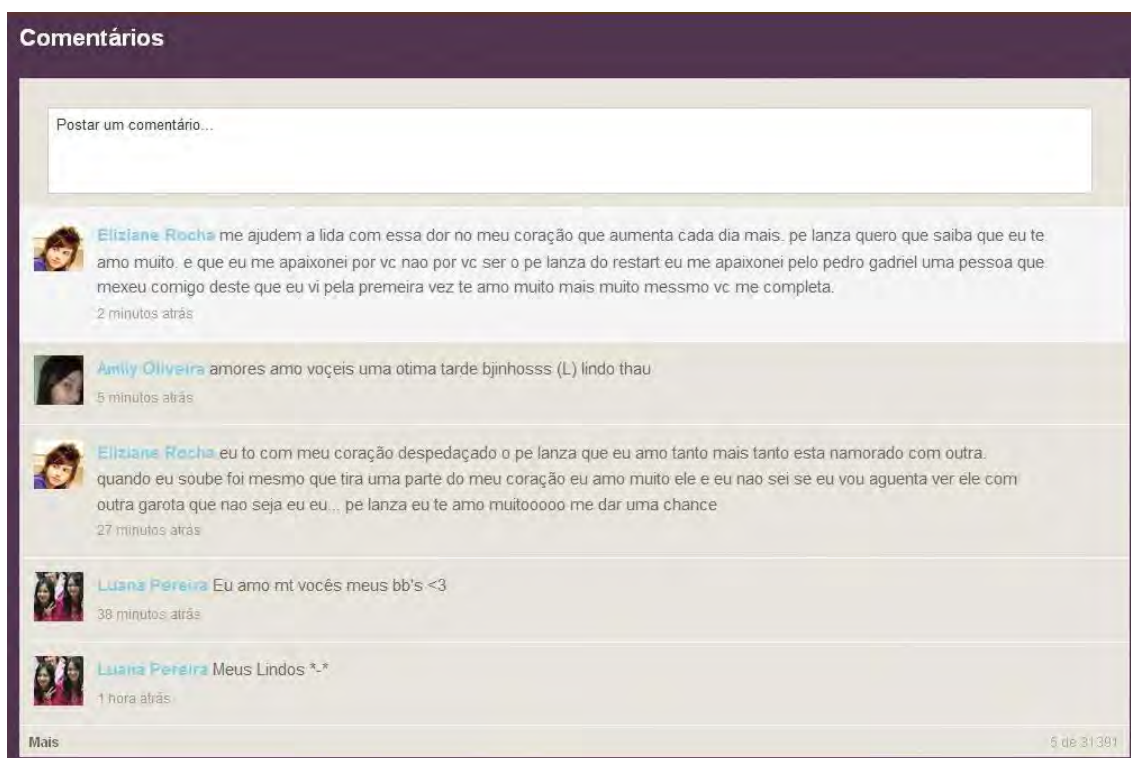 Comentários
Postar um comentário...
Eliziane Rocha me ajudem a lida com essa dor no meu coração que aumenta cada dia mais. pe lanza quero que saiba que eu te
amo muito. e que eu me apaixonei por vc nao por vc ser o pe lanza do restart eu me apaixonei pelo pedro gadriel uma pessoa que
mexeu comigo deste que eu vi pela premeira vez te amo muito mais muito messmo vc me completa.
2 minutos atrás
Amily Oliveira amores amo voçeis uma otima tarde bjinhosss (L) lindo thau
5 minutos atrás
Eliziane Rocha eu to com meu coração despedaçado o pe lanza que eu amo tanto mais tanto esta namorado com outra.
quando eu soube foi mesmo que tira uma parte do meu coração eu amo muito ele e eu nao sei se eu vou aguenta ver ele com
outra garota que nao seja eu eu... pe lanza eu te amo muitooooo me dar uma chance
27 minutos atrás
Luana Pereira Eu amo mt vocês meus bb's <3
38 minutos atrás
Luana Pereira Meus Lindos *-*
1 hora atrás
Mais
5 de 31391